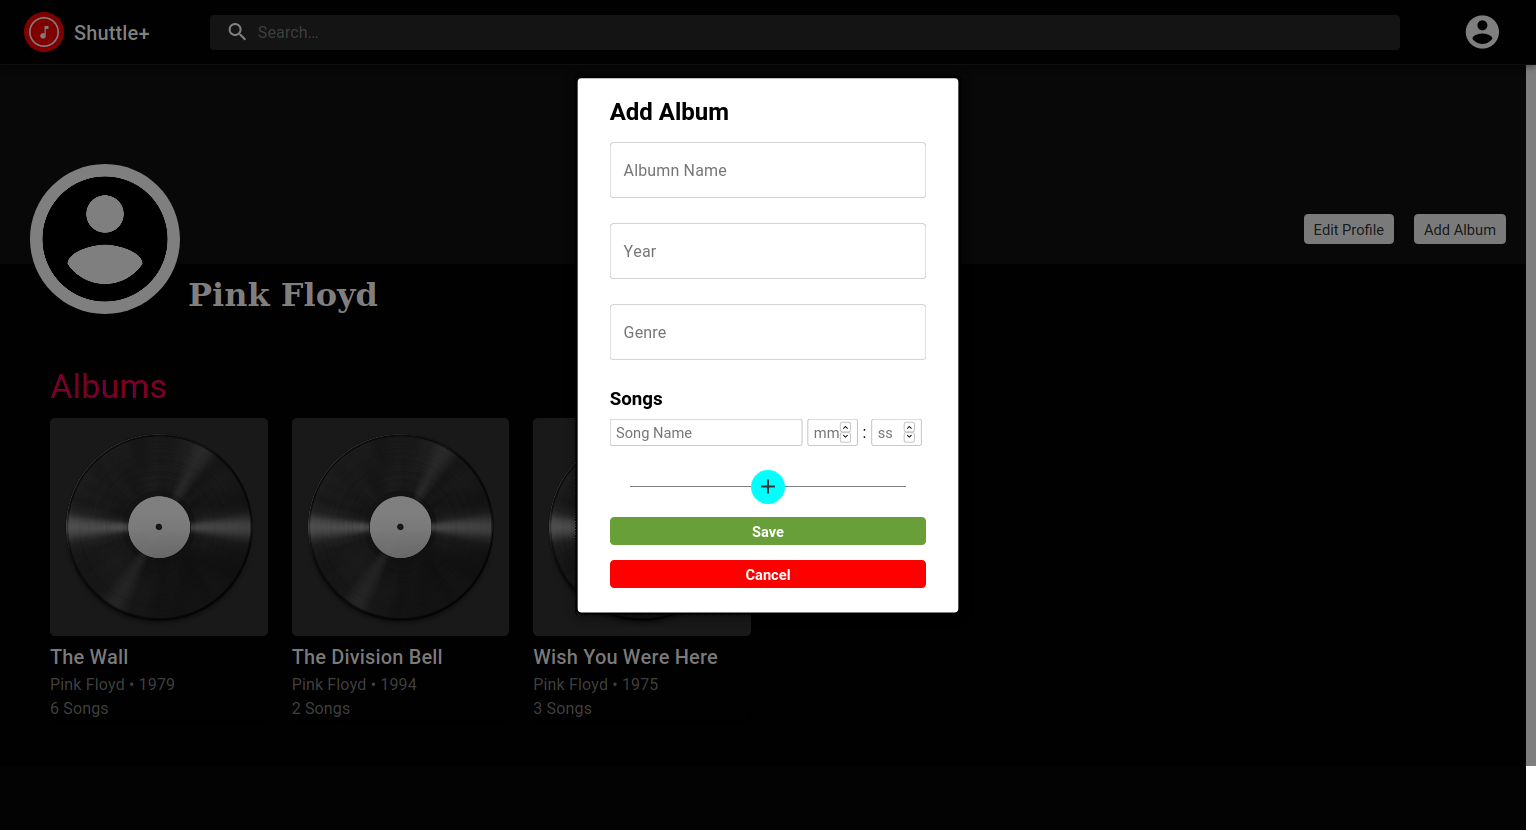 Shuttle+
Search...
Add Album
Albumn Name
Year
Genre
Edit Profile
Add Album
Pink Floyd
Albums
Songs
Song Name mm : ss
+
Save
Cancel
The Wall
Pink Floyd • 1979
6 Songs
The Division Bell
Pink Floyd • 1994
2 Songs
Wish You Were Here
Pink Floyd • 1975
3 Songs